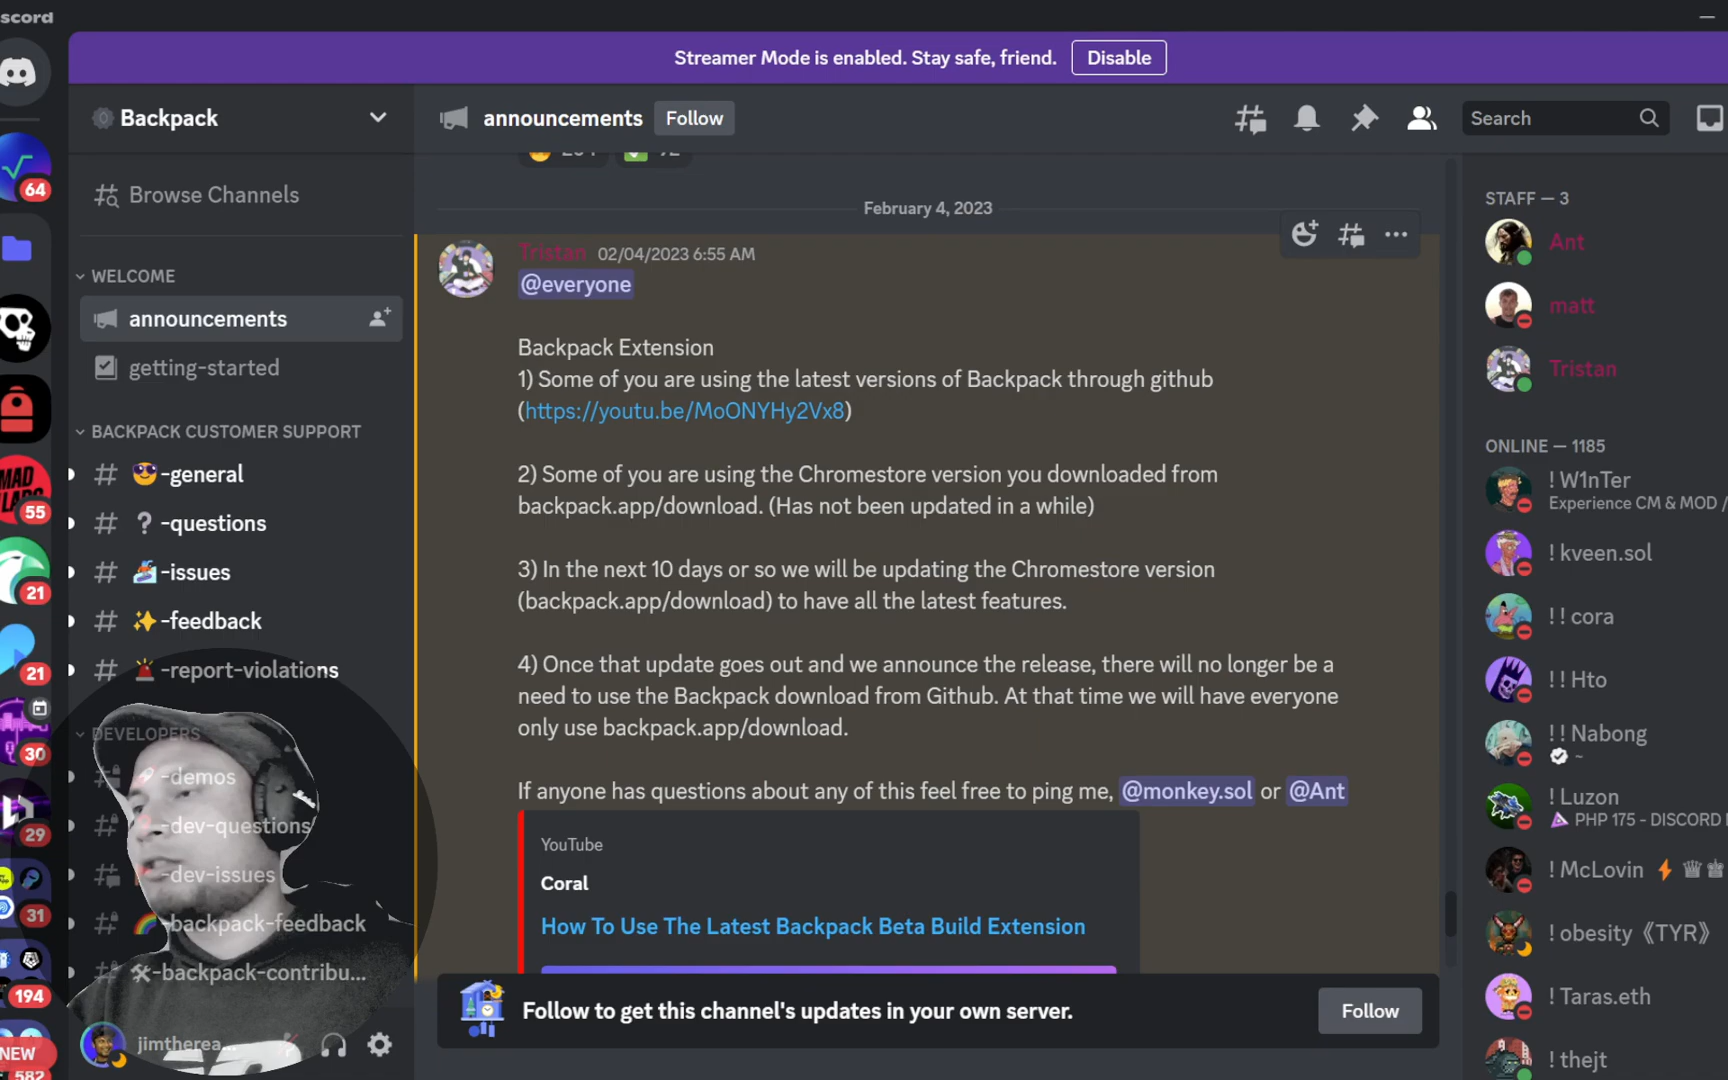 scord
Streamer Mode is enabled. Stay safe, friend.
Disable
Backpack
announcements
Follow
Search
Browse Channels
WELCOME
announcements
getting-started
BACKPACK CUSTOMER SUPPORT
😎-general
❔-questions
🏂-issues
✨-feedback
🚨-report-violations
DEVELOPERS
-demos
-dev-questions
-dev-issues
🌈-backpack-feedback
🛠-backpack-contribu...
jimtherea...
64
55
21
21
30
29
31
194
NEW
582
February 4, 2023
Tristan 02/04/2023 6:55 AM
@everyone
Backpack Extension
1) Some of you are using the latest versions of Backpack through github
(https://youtu.be/MoONYHy2Vx8)
2) Some of you are using the Chromestore version you downloaded from
backpack.app/download. (Has not been updated in a while)
3) In the next 10 days or so we will be updating the Chromestore version
(backpack.app/download) to have all the latest features.
4) Once that update goes out and we announce the release, there will no longer be a
need to use the Backpack download from Github. At that time we will have everyone
only use backpack.app/download.
If anyone has questions about any of this feel free to ping me, @monkey.sol or @Ant
YouTube
Coral
How To Use The Latest Backpack Beta Build Extension
Follow to get this channel's updates in your own server.
Follow
STAFF — 3
Ant
matt
Tristan
ONLINE — 1185
! W1nTer
Experience CM & MOD /
! kveen.sol
! ! cora
! ! Hto
! ! Nabong
~
! Luzon
PHP 175 - DISCORD
! McLovin ⚡
! obesity《TYR》
! Taras.eth
! thejt
MAD